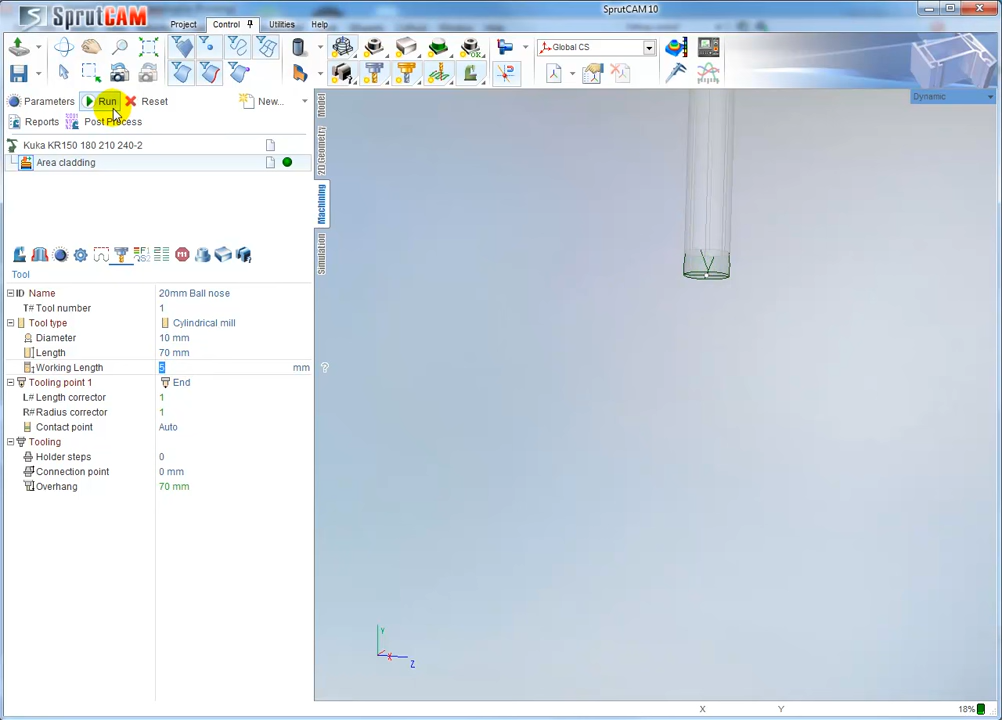 SprutCAM
Project
Control
Utilities
Help
SprutCAM 10
Global CS
Dynamic
Parameters
Run
Reset
New...
Reports
Post Process
Kuka KR150 180 210 240-2
Area cladding
Model
2D Geometry
Machining
Simulation
Tool
Name 20mm Ball nose
T# Tool number 1
Tool type Cylindrical mill
Diameter 10 mm
Length 70 mm
Working Length 5 mm ?
Tooling point 1 End
L# Length corrector 1
R# Radius corrector 1
Contact point Auto
Tooling
Holder steps 0
Connection point 0 mm
Overhang 70 mm
Y
X
Z
X Y 18%